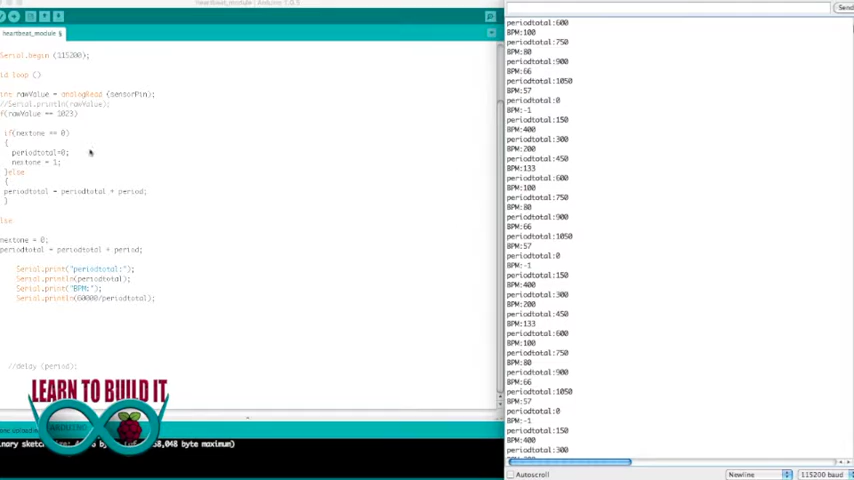 heartbeat_module | Arduino 1.0.5
heartbeat_module §
Serial.begin (115200);
id loop ()
int rawValue = analogRead (sensorPin);
//Serial.println(rawValue);
f(rawValue == 1023)
if(nextone == 0)
{
periodtotal=0;
nextone = 1;
}else
{
periodtotal = periodtotal + period;
}
lse
nextone = 0;
periodtotal = periodtotal + period;
Serial.print("periodtotal:");
Serial.println(periodtotal);
Serial.print("BPM:");
Serial.println(60000/periodtotal);
//delay (period);
LEARN TO BUILD IT
ARDUINO
byte maximum)
Send
periodtotal:600
BPM:100
periodtotal:750
BPM:80
periodtotal:900
BPM:66
periodtotal:1050
BPM:57
periodtotal:0
BPM:-1
periodtotal:150
BPM:400
periodtotal:300
BPM:200
periodtotal:450
BPM:133
periodtotal:600
BPM:100
periodtotal:750
BPM:80
periodtotal:900
BPM:66
periodtotal:1050
BPM:57
periodtotal:0
BPM:-1
periodtotal:150
BPM:400
periodtotal:300
BPM:200
periodtotal:450
BPM:133
periodtotal:600
BPM:100
periodtotal:750
BPM:80
periodtotal:900
BPM:66
periodtotal:1050
BPM:57
periodtotal:0
BPM:-1
periodtotal:150
BPM:400
periodtotal:300
Autoscroll
Newline
115200 baud